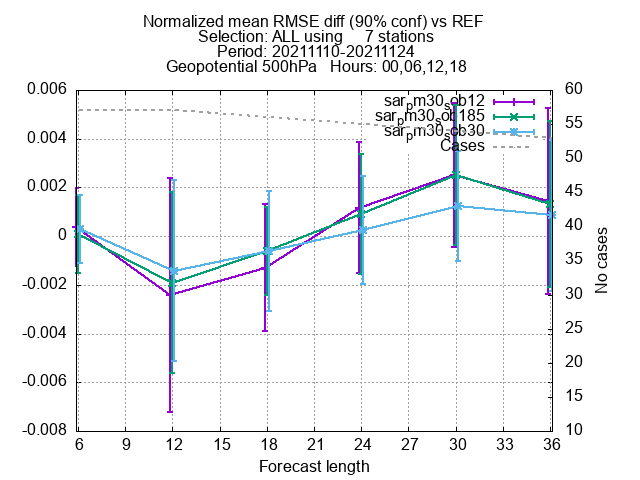 Normalized mean RMSE diff (90% conf) vs REF
Selection: ALL using 7 stations
Period: 20211110-20211124
Geopotential 500hPa Hours: 00,06,12,18
sar_pm30_sob12
sar_pm30_sob185
sar_pm30_scb30
Cases
0.006
0.004
0.002
0
-0.002
-0.004
-0.006
-0.008
60
55
50
45
40
35
30
25
20
15
10
No cases
6 9 12 15 18 21 24 27 30 33 36
Forecast length